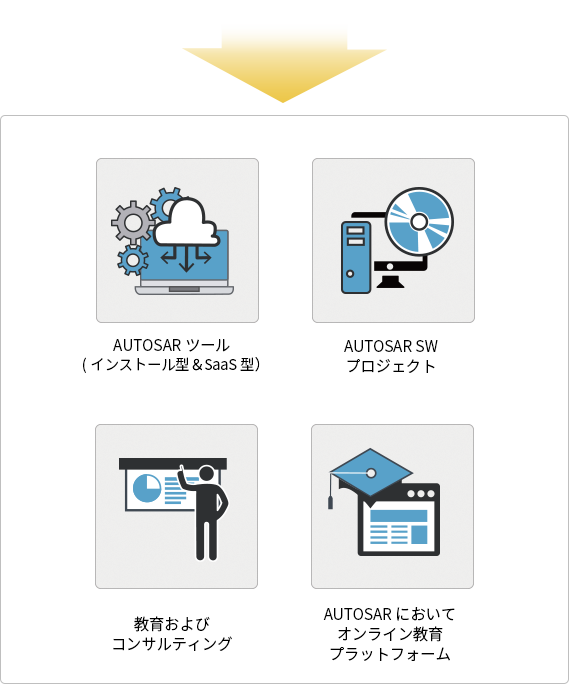 AUTOSAR ツール
( インストール型＆SaaS 型）
AUTOSAR SW
プロジェクト
教育および
コンサルティング
AUTOSAR において
オンライン教育
プラットフォーム